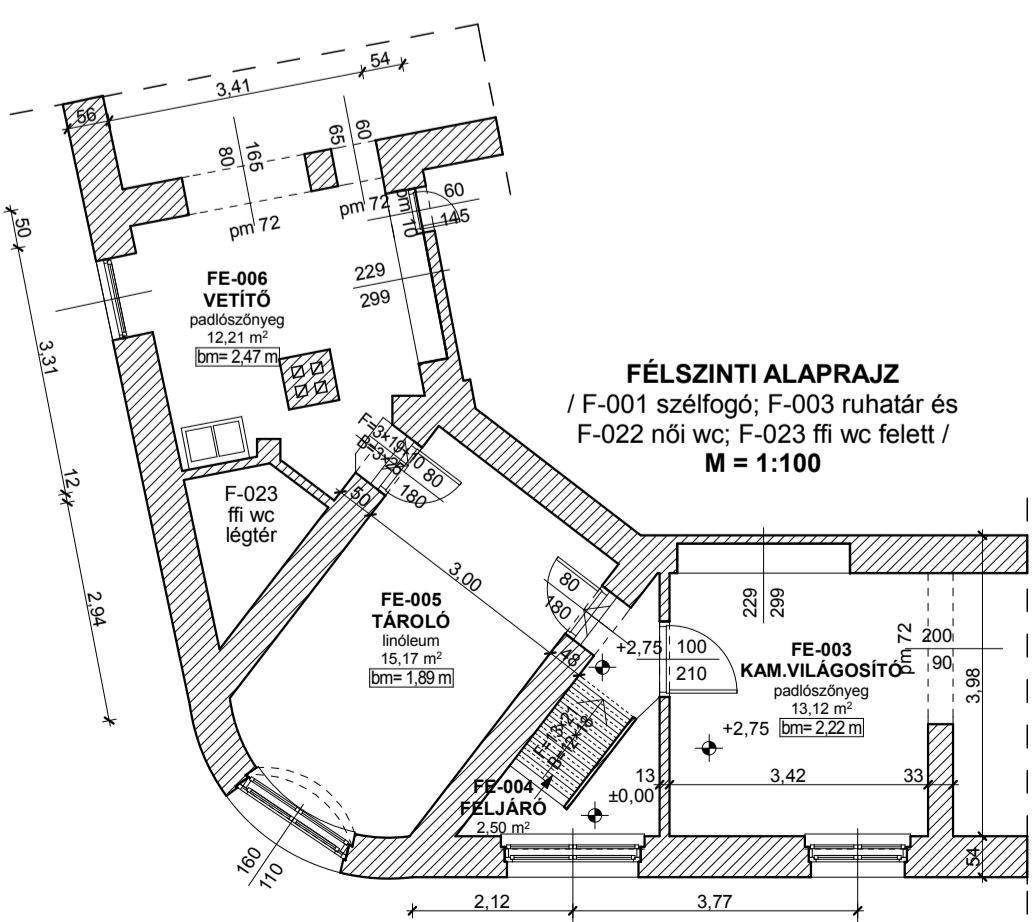 54
3,41
56
165
80
65
60
pm 72
pm 72
pm 10
60
145
50
229
299
FE-006
VETÍTŐ
padlószőnyeg
12,21 m²
bm= 2,47 m
3,31
FÉLSZINTI ALAPRAJZ
/ F-001 szélfogó; F-003 ruhatár és
F-022 női wc; F-023 ffi wc felett /
M = 1:100
80
180
50
12
F-023
ffi wc
légtér
3,00
2,94
80
180
48
FE-005
TÁROLÓ
linóleum
15,17 m²
bm= 1,89 m
229
299
pm 72
200
90
3,98
+2,75
100
210
FE-003
KAM.VILÁGOSÍTÓ
padlószőnyeg
13,12 m²
bm= 2,22 m
+2,75
B=12×18
FE-004
FELJÁRÓ
2,50 m²
13
±0,00
3,42
33
54
160
110
2,12
3,77